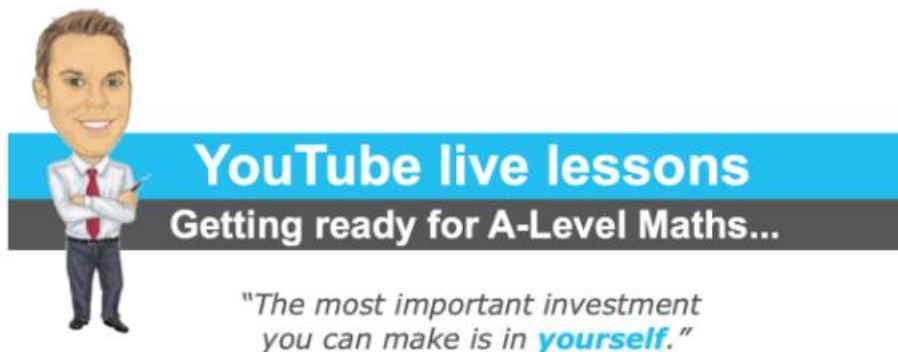 YouTube live lessons
Getting ready for A-Level Maths...
"The most important investment
you can make is in yourself."